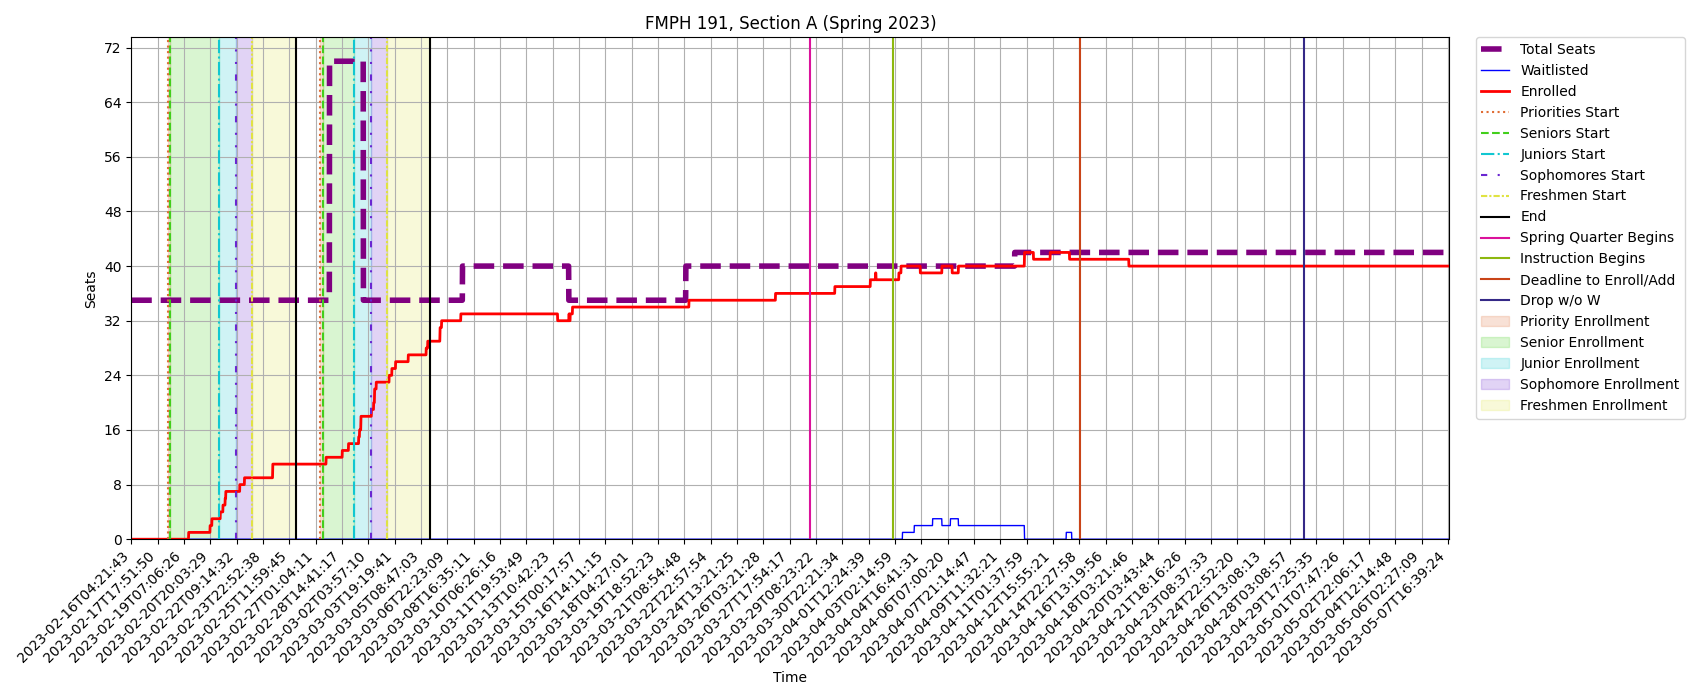 FMPH 191, Section A (Spring 2023)
72
64
56
48
40
32
24
16
8
0
Seats
2023-02-16T04:21:43
2023-02-17T17:51:50
2023-02-19T07:06:26
2023-02-20T20:03:29
2023-02-22T09:14:32
2023-02-23T22:52:38
2023-02-25T11:59:45
2023-02-27T01:04:11
2023-02-28T14:41:17
2023-03-02T03:57:10
2023-03-03T19:19:41
2023-03-05T08:47:03
2023-03-06T22:23:09
2023-03-08T16:35:11
2023-03-10T06:26:16
2023-03-11T19:53:49
2023-03-13T10:42:23
2023-03-15T00:17:57
2023-03-16T14:11:15
2023-03-18T04:27:01
2023-03-19T18:52:23
2023-03-21T08:54:48
2023-03-22T22:57:54
2023-03-24T13:21:25
2023-03-26T03:21:28
2023-03-27T17:54:17
2023-03-29T08:23:22
2023-03-30T22:21:34
2023-04-01T12:24:39
2023-04-03T02:14:59
2023-04-04T16:41:31
2023-04-06T07:00:20
2023-04-07T21:14:47
2023-04-09T11:32:21
2023-04-11T01:37:59
2023-04-12T15:55:21
2023-04-14T22:27:58
2023-04-16T13:19:56
2023-04-18T03:21:46
2023-04-20T03:43:44
2023-04-21T18:16:26
2023-04-23T08:37:33
2023-04-24T22:52:20
2023-04-26T13:08:13
2023-04-28T03:08:57
2023-04-29T17:25:35
2023-05-01T07:47:26
2023-05-02T22:06:17
2023-05-04T12:14:48
2023-05-06T02:27:09
2023-05-07T16:39:24
Time
Total Seats
Waitlisted
Enrolled
Priorities Start
Seniors Start
Juniors Start
Sophomores Start
Freshmen Start
End
Spring Quarter Begins
Instruction Begins
Deadline to Enroll/Add
Drop w/o W
Priority Enrollment
Senior Enrollment
Junior Enrollment
Sophomore Enrollment
Freshmen Enrollment